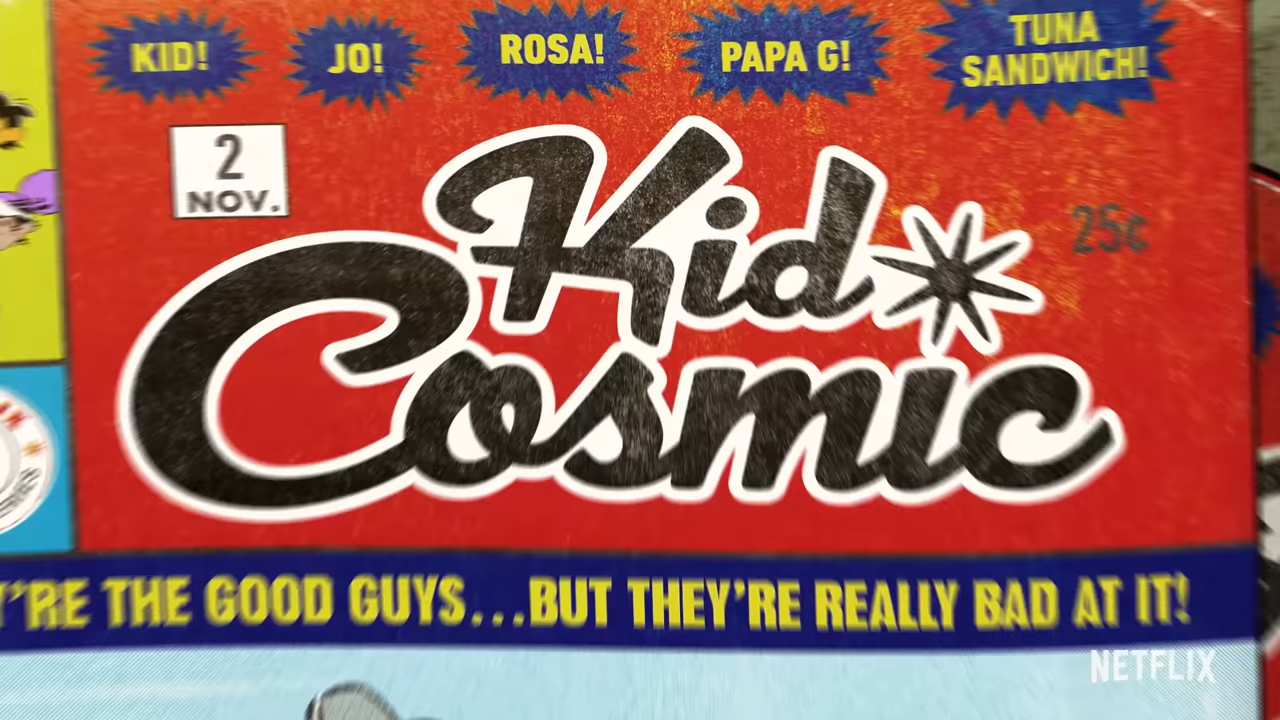 KID!
JO!
ROSA!
PAPA G!
TUNA
SANDWICH!
2
NOV.
Kid
25¢
Cosmic
Y'RE THE GOOD GUYS...BUT THEY'RE REALLY BAD AT IT!
NETFLIX